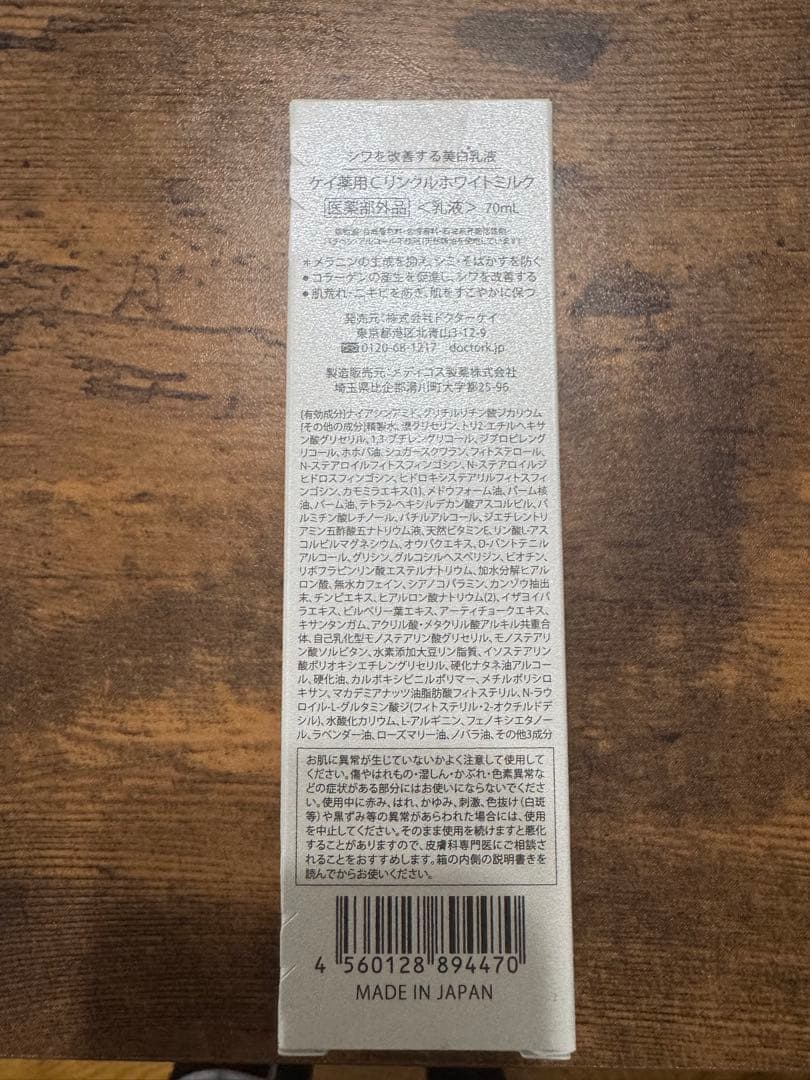 シワを改善する美白乳液
ケイ薬用Cリンクルホワイトミルク
医薬部外品 <乳液> 70mL
＊メラニンの生成を抑え、シミ・そばかすを防ぐ
●コラーゲンの産生を促進し、シワを改善する
●肌荒れ・ニキビを防ぎ、肌をすこやかに保つ
発売元：株式会社ドクターケイ
東京都港区北青山3-12-9
0120-68-1217 doctork.jp
製造販売元：メディコス製薬株式会社
埼玉県比企郡滑川町大字都25-96
[有効成分]ナイアシンアミド、グリチルリチン酸ジカリウム
[その他の成分]精製水、濃グリセリン、トリ2-エチルヘキサ
ン酸グリセリル、1,3-ブチレングリコール、ジプロピレング
リコール、ホホバ油、シュガースクワラン、フィトステロール、
N-ステアロイルフィトスフィンゴシン、N-ステアロイルジ
ヒドロスフィンゴシン、ヒドロキシステアリルフィトスフィ
ンゴシン、カモミラエキス(1)、メドウフォーム油、パーム核
油、パーム油、テトラ2-ヘキシルデカン酸アスコルビル、パ
ルミチン酸レチノール、バチルアルコール、ジエチレントリ
アミン五酢酸五ナトリウム液、天然ビタミンE、リン酸L-アス
コルビルマグネシウム、オウバクエキス、D-パントテニル
アルコール、グリシン、グルコシルヘスペリジン、ビオチン、
リボフラビンリン酸エステルナトリウム、加水分解ヒアル
ロン酸、無水カフェイン、シアノコバラミン、カンゾウ抽出
末、チンピエキス、ヒアルロン酸ナトリウム(2)、イザヨイバ
ラエキス、ビルベリー葉エキス、アーティチョークエキス、
キサンタンガム、アクリル酸・メタクリル酸アルキル共重合
体、自己乳化型モノステアリン酸グリセリル、モノステアリ
ン酸ソルビタン、水素添加大豆リン脂質、イソステアリン
酸ポリオキシエチレングリセリル、硬化ナタネ油アルコー
ル、硬化油、カルボキシビニルポリマー、メチルポリシロ
キサン、マカデミアナッツ油脂肪酸フィトステリル、N-ラウ
ロイル-L-グルタミン酸ジ(フィトステリル・2-オクチルドデ
シル)、水酸化カリウム、L-アルギニン、フェノキシエタノー
ル、ラベンダー油、ローズマリー油、ノバラ油、その他3成分
お肌に異常が生じていないかよく注意して使用して
ください。傷やはれもの・湿しん・かぶれ・色素異常な
どの症状がある部分にはお使いにならないでください。
使用中に赤み、はれ、かゆみ、刺激、色抜け(白斑
等)や黒ずみ等の異常があらわれた場合には、使用
を中止してください。そのまま使用を続けますと悪化
することがありますので、皮膚科専門医にご相談さ
れることをおすすめします。箱の内側の説明書きを
読んでからお使いください。
4 560128 894470
MADE IN JAPAN